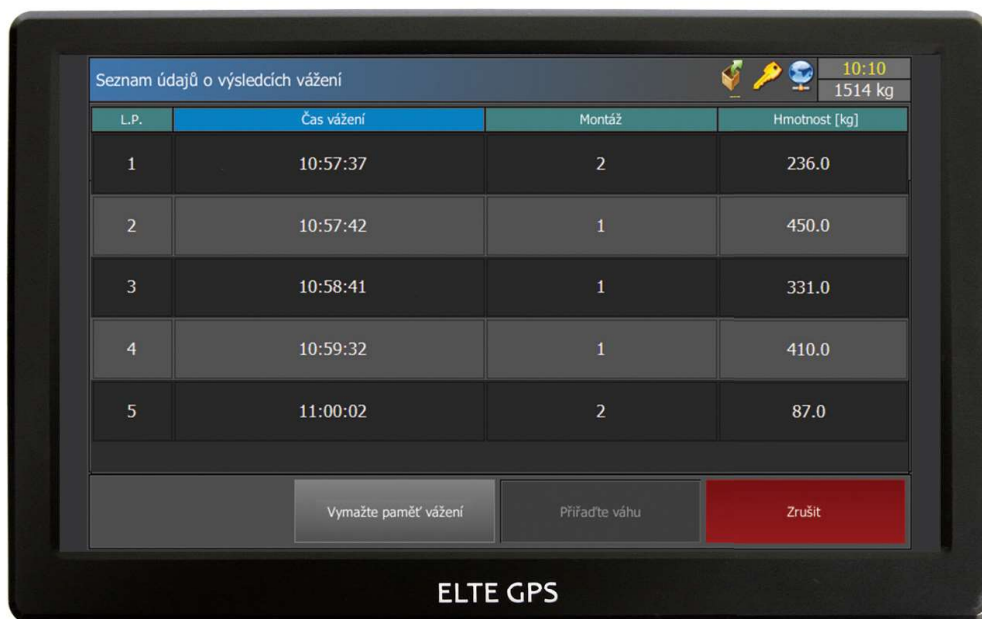 Seznam údajů o výsledcích vážení
10:10
1514 kg
L.P. Čas vážení Montáž Hmotnost [kg]
1 10:57:37 2 236.0
2 10:57:42 1 450.0
3 10:58:41 1 331.0
4 10:59:32 1 410.0
5 11:00:02 2 87.0
Vymažte paměť vážení Přiřaďte váhu Zrušit
ELTE GPS